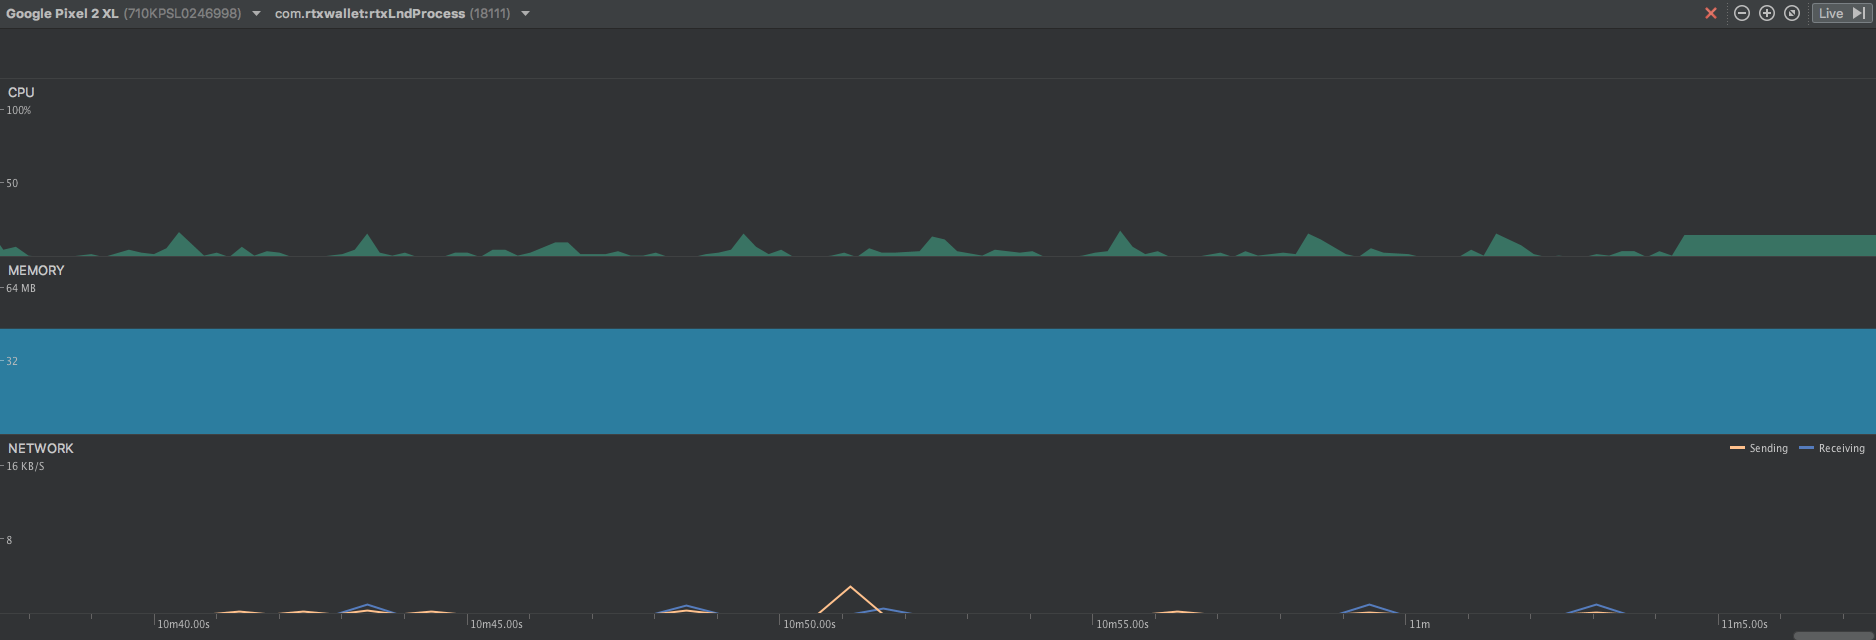 Google Pixel 2 XL (710KPSL0246998) com.rtxwallet:rtxLndProcess (18111) Live
CPU
100%
50
MEMORY
64 MB
32
NETWORK
Sending Receiving
16 KB/S
8
10m40.00s 10m45.00s 10m50.00s 10m55.00s 11m 11m5.00s